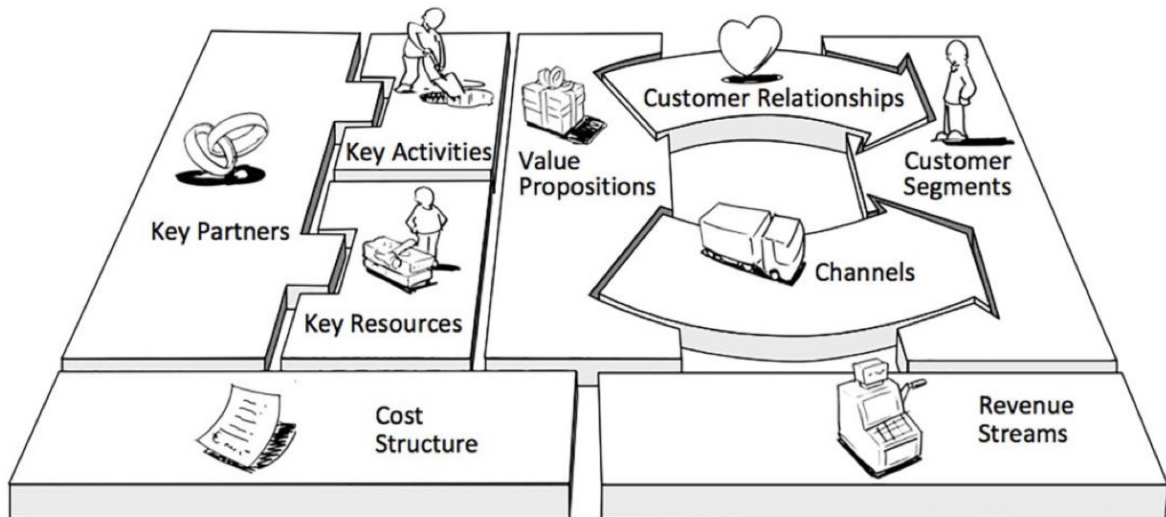 Key Partners
Key Activities
Key Resources
Value
Propositions
Customer Relationships
Channels
Customer
Segments
Cost
Structure
Revenue
Streams